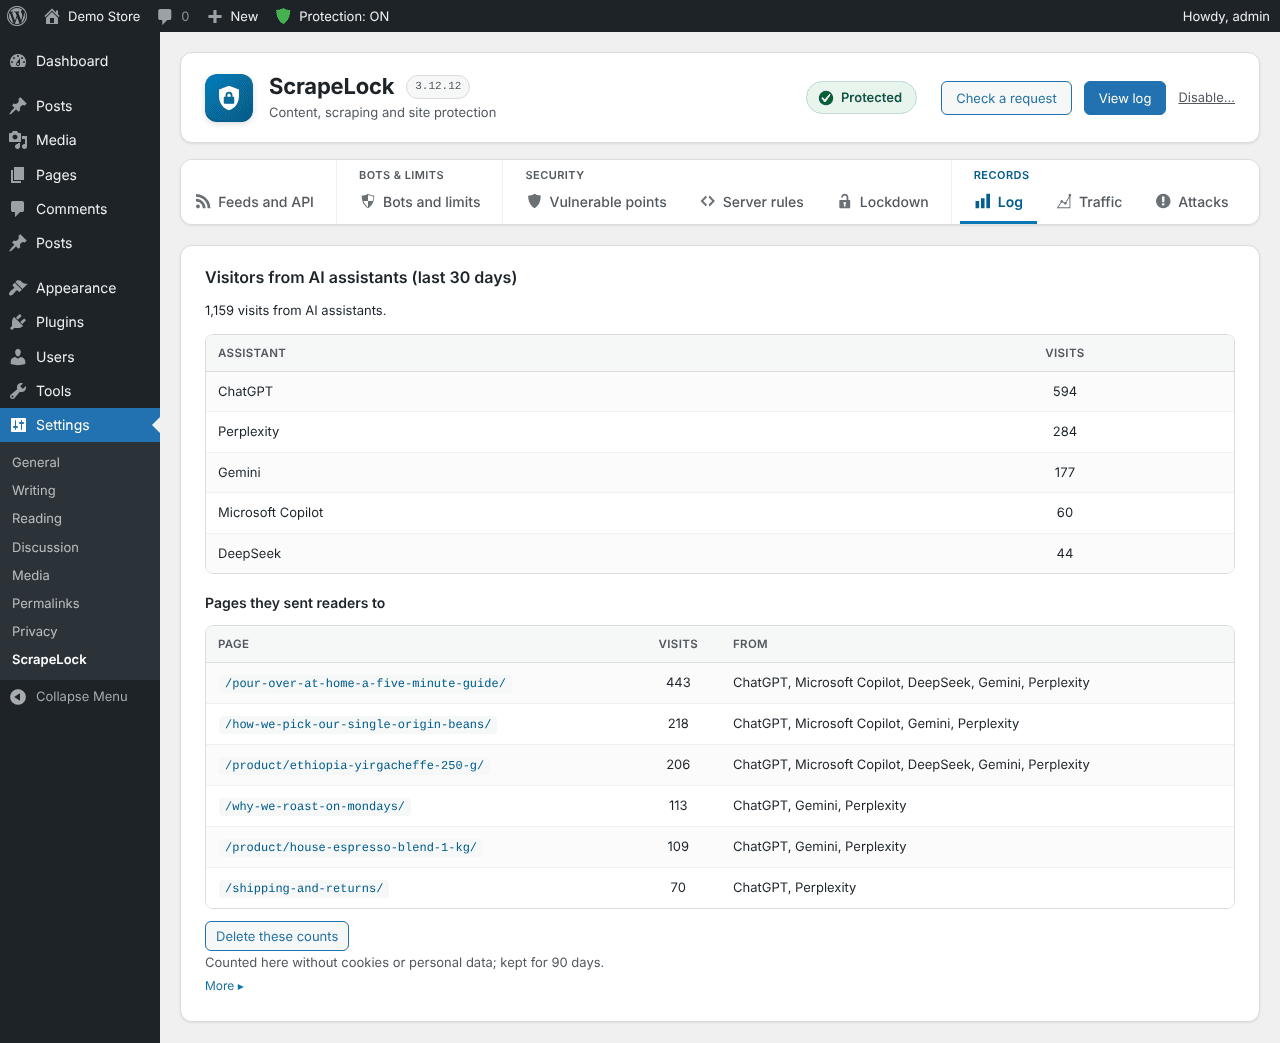 Demo Store 0 New Protection: ON Howdy, admin
Dashboard
Posts
Media
Pages
Comments
Posts
Appearance
Plugins
Users
Tools
Settings
General
Writing
Reading
Discussion
Media
Permalinks
Privacy
ScrapeLock
Collapse Menu
ScrapeLock 3.12.12
Content, scraping and site protection
Protected Check a request View log Disable...
BOTS & LIMITS SECURITY RECORDS
Feeds and API Bots and limits Vulnerable points Server rules Lockdown Log Traffic Attacks
Visitors from AI assistants (last 30 days)
1,159 visits from AI assistants.
ASSISTANT VISITS
ChatGPT 594
Perplexity 284
Gemini 177
Microsoft Copilot 60
DeepSeek 44
Pages they sent readers to
PAGE VISITS FROM
/pour-over-at-home-a-five-minute-guide/ 443 ChatGPT, Microsoft Copilot, DeepSeek, Gemini, Perplexity
/how-we-pick-our-single-origin-beans/ 218 ChatGPT, Microsoft Copilot, Gemini, Perplexity
/product/ethiopia-yirgacheffe-250-g/ 206 ChatGPT, Microsoft Copilot, DeepSeek, Gemini, Perplexity
/why-we-roast-on-mondays/ 113 ChatGPT, Gemini, Perplexity
/product/house-espresso-blend-1-kg/ 109 ChatGPT, Gemini, Perplexity
/shipping-and-returns/ 70 ChatGPT, Perplexity
Delete these counts
Counted here without cookies or personal data; kept for 90 days.
More ▸